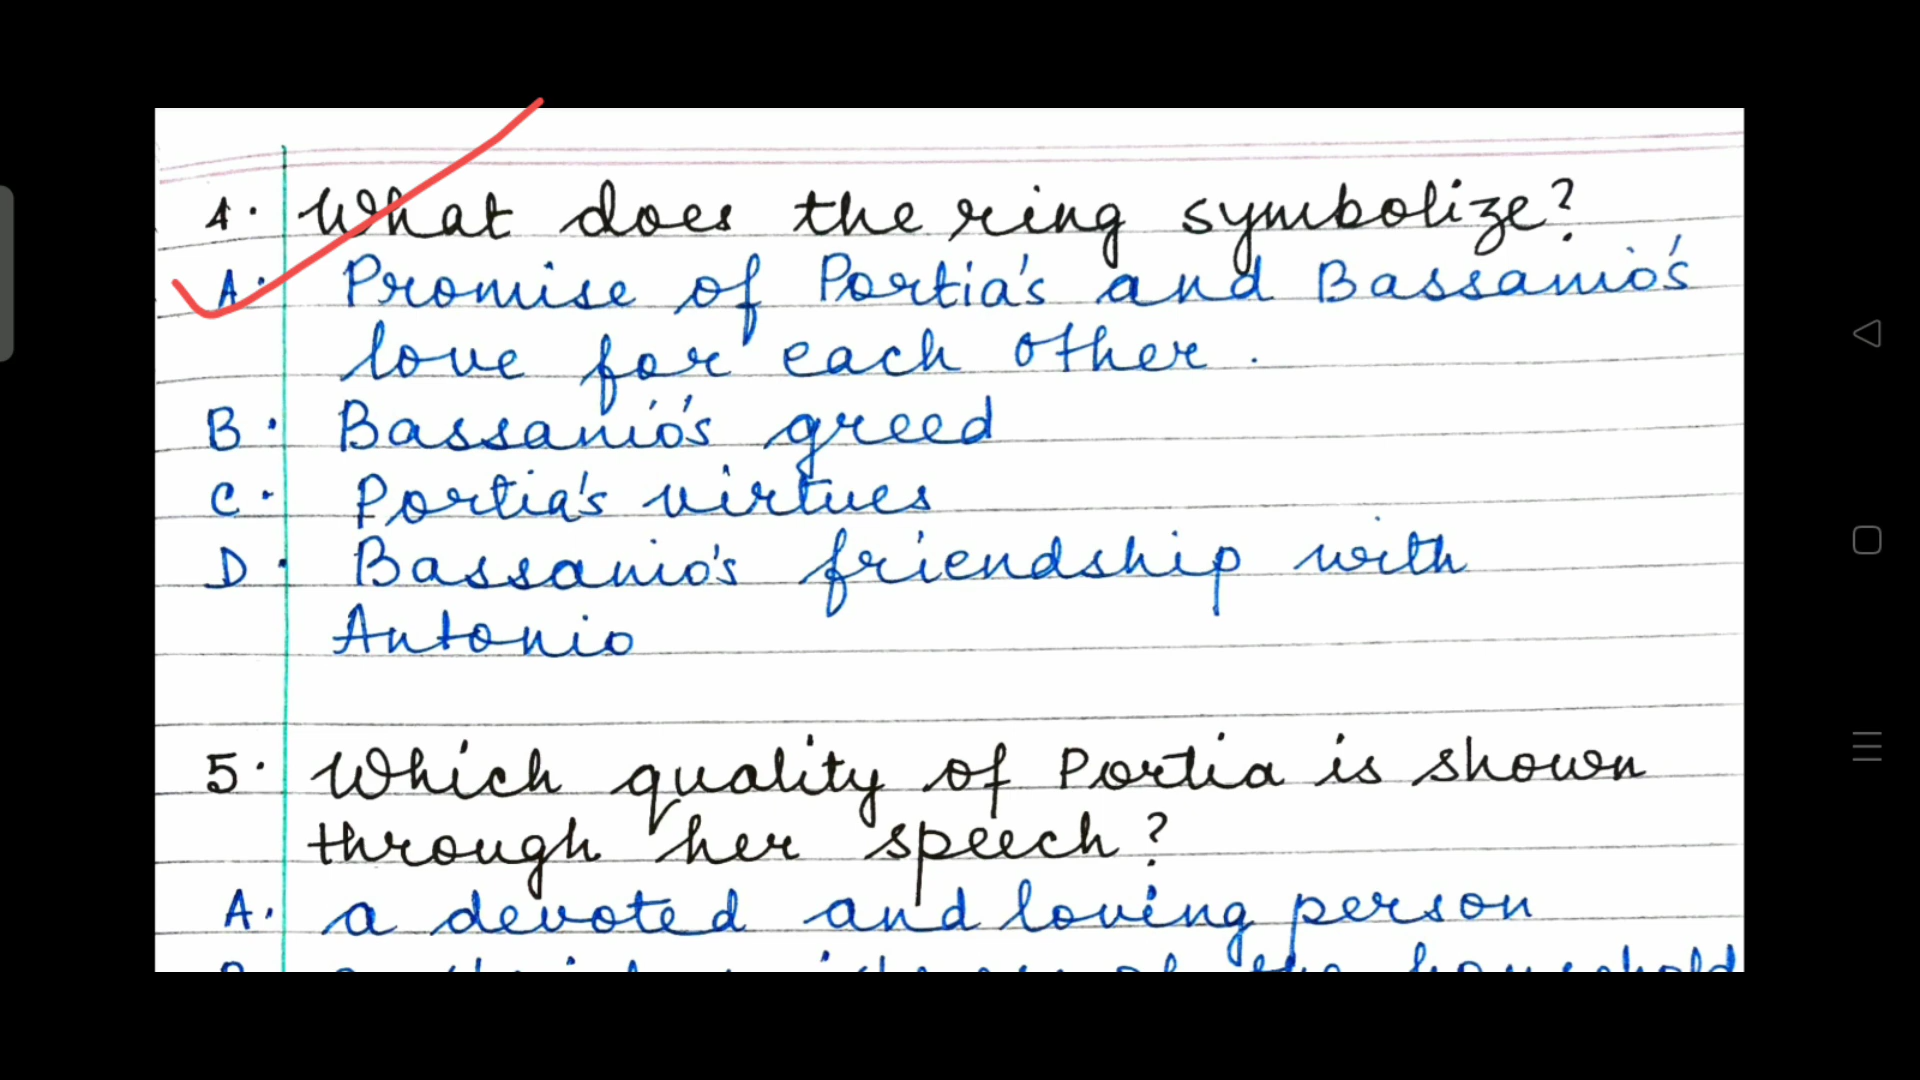 4. What does the ring symbolize?
A. Promise of Portia's and Bassanio's
love for each other.
B. Bassanio's greed
C. Portia's virtues
D. Bassanio's friendship with
Antonio
5. Which quality of Portia is shown
through her speech?
A. a devoted and loving person
household